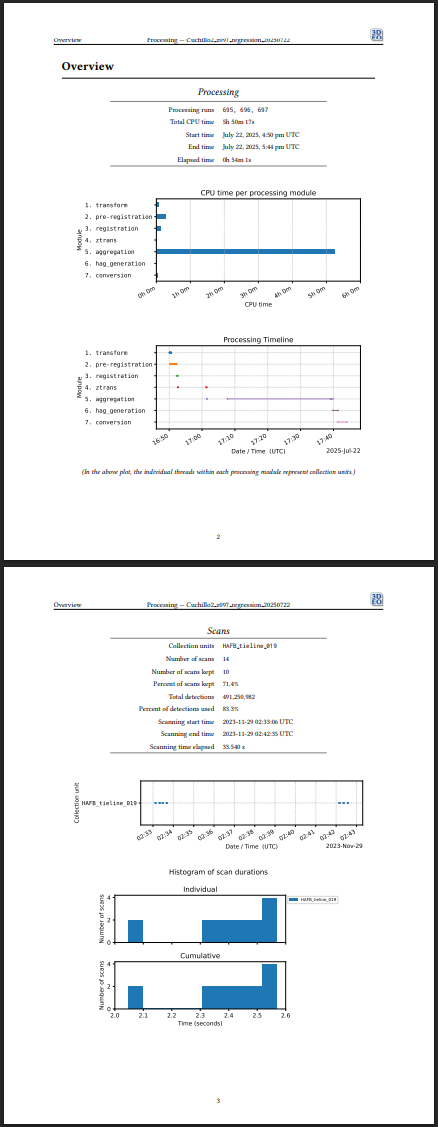 Overview
Processing — Cuchillo2_n097_regression_20250722
3D
EO
Overview
Processing
Processing runs 695, 696, 697
Total CPU time 5h 50m 17s
Start time July 22, 2025, 4:50 pm UTC
End time July 22, 2025, 5:44 pm UTC
Elapsed time 0h 54m 1s
CPU time per processing module
Module
1. transform
2. pre-registration
3. registration
4. ztrans
5. aggregation
6. hag_generation
7. conversion
0h 0m 1h 0m 2h 0m 3h 0m 4h 0m 5h 0m 6h 0m
CPU time
Processing Timeline
Module
1. transform
2. pre-registration
3. registration
4. ztrans
5. aggregation
6. hag_generation
7. conversion
16:50 17:00 17:10 17:20 17:30 17:40
Date / Time (UTC)
2025-Jul-22
(In the above plot, the individual threads within each processing module represent collection units.)
2
Overview
Processing — Cuchillo2_n097_regression_20250722
3D
EO
Scans
Collection units HAFB_tieline_019
Number of scans 14
Number of scans kept 10
Percent of scans kept 71.4%
Total detections 491,250,982
Percent of detections used 83.3%
Scanning start time 2023-11-29 02:33:06 UTC
Scanning end time 2023-11-29 02:42:35 UTC
Scanning time elapsed 33.540 s
Collection unit
HAFB_tieline_019
02:33 02:34 02:35 02:36 02:37 02:38 02:39 02:40 02:41 02:42 02:43
Date / Time (UTC)
2023-Nov-29
Histogram of scan durations
Individual
HAFB_tieline_019
Number of scans
4
2
0
Cumulative
Number of scans
4
2
0
2.0 2.1 2.2 2.3 2.4 2.5 2.6
Time (seconds)
3